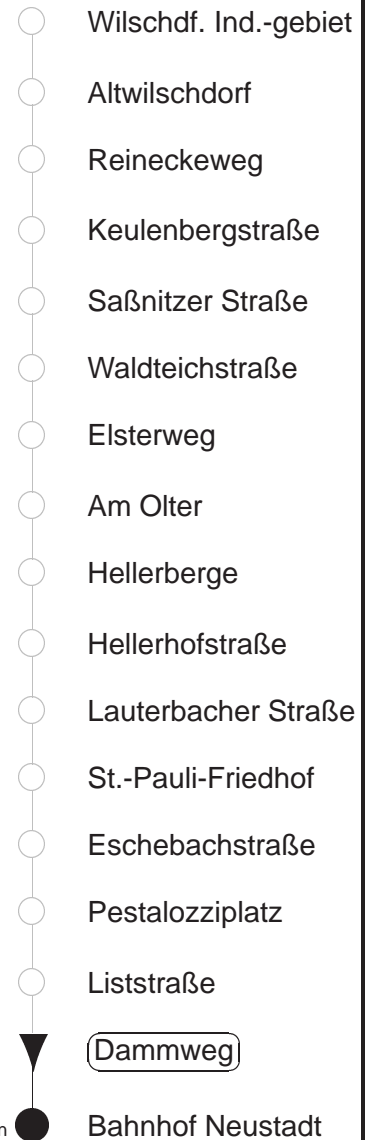 Wilschdf. Ind.-gebiet
Altwilschdorf
Reineckeweg
Keulenbergstraße
Saßnitzer Straße
Waldteichstraße
Elsterweg
Am Olter
Hellerberge
Hellerhofstraße
Lauterbacher Straße
St.-Pauli-Friedhof
Eschebachstraße
Pestalozziplatz
Liststraße
Dammweg
Bahnhof Neustadt